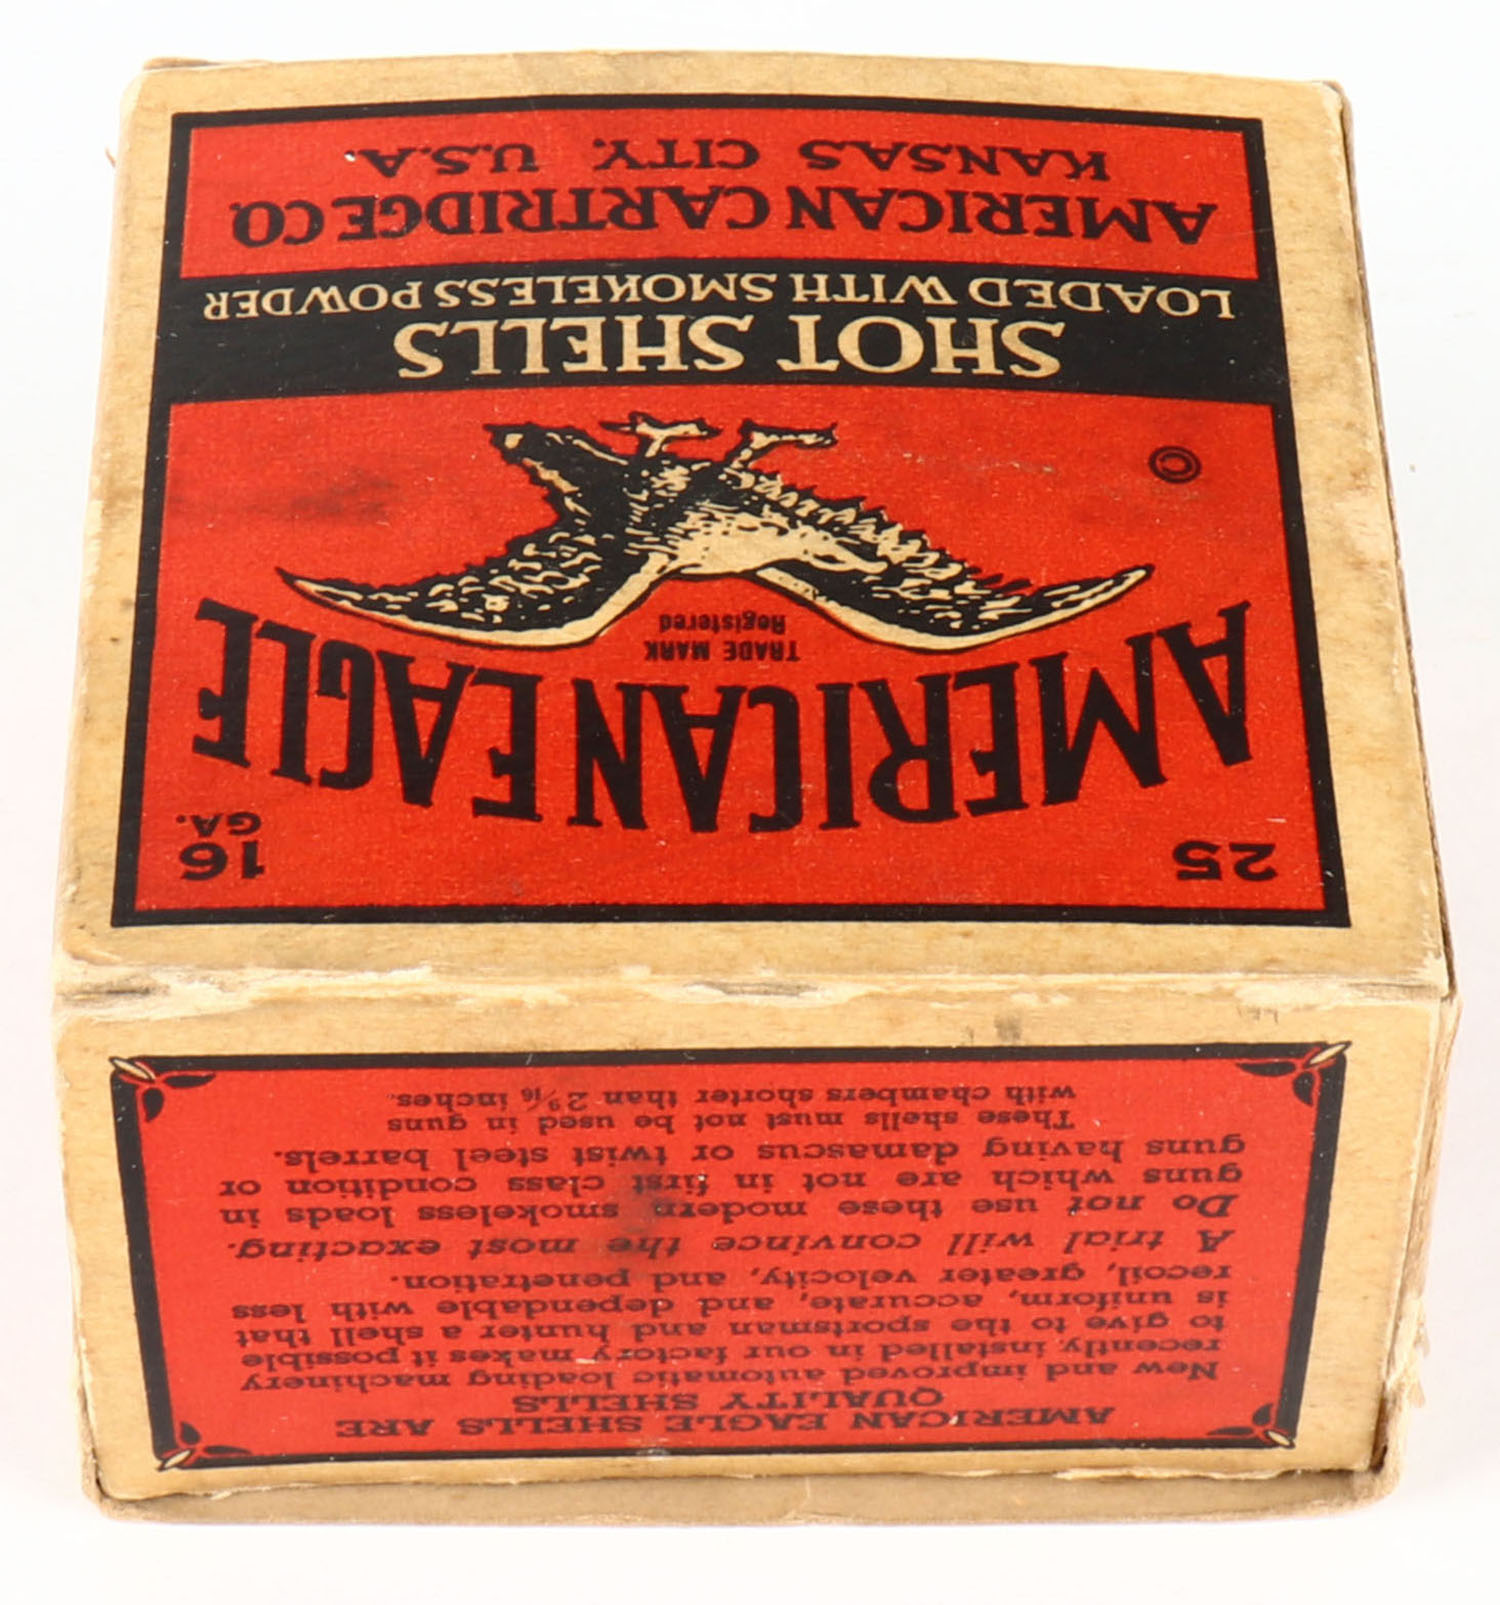 25
16
GA.
AMERICAN EAGLE
TRADE MARK
Registered
©
SHOT SHELLS
LOADED WITH SMOKELESS POWDER
AMERICAN CARTRIDGE CO.
KANSAS CITY, U.S.A.
AMERICAN EAGLE SHELLS ARE
QUALITY SHELLS
New and improved automatic loading machinery
recently installed in our factory makes it possible
to give to the sportsman and hunter a shell that
is uniform, accurate, and dependable with less
recoil, greater velocity, and penetration.
A trial will convince the most exacting.
Do not use these modern smokeless loads in
guns which are not in first class condition or
guns having damascus or twist steel barrels.
These shells must not be used in guns
with chambers shorter than 2 9/16 inches.